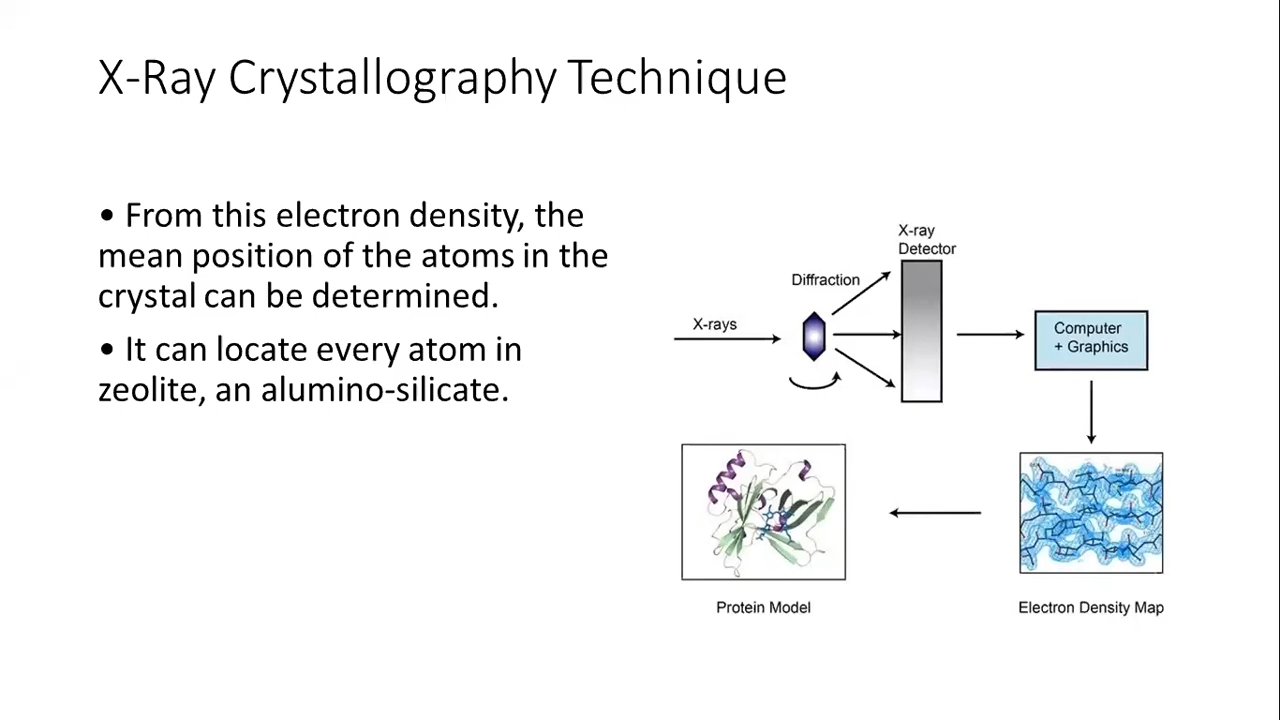 X-Ray Crystallography Technique
• From this electron density, the
mean position of the atoms in the
crystal can be determined.
• It can locate every atom in
zeolite, an alumino-silicate.
X-ray
Detector
Diffraction
X-rays
Computer
+ Graphics
Protein Model
Electron Density Map